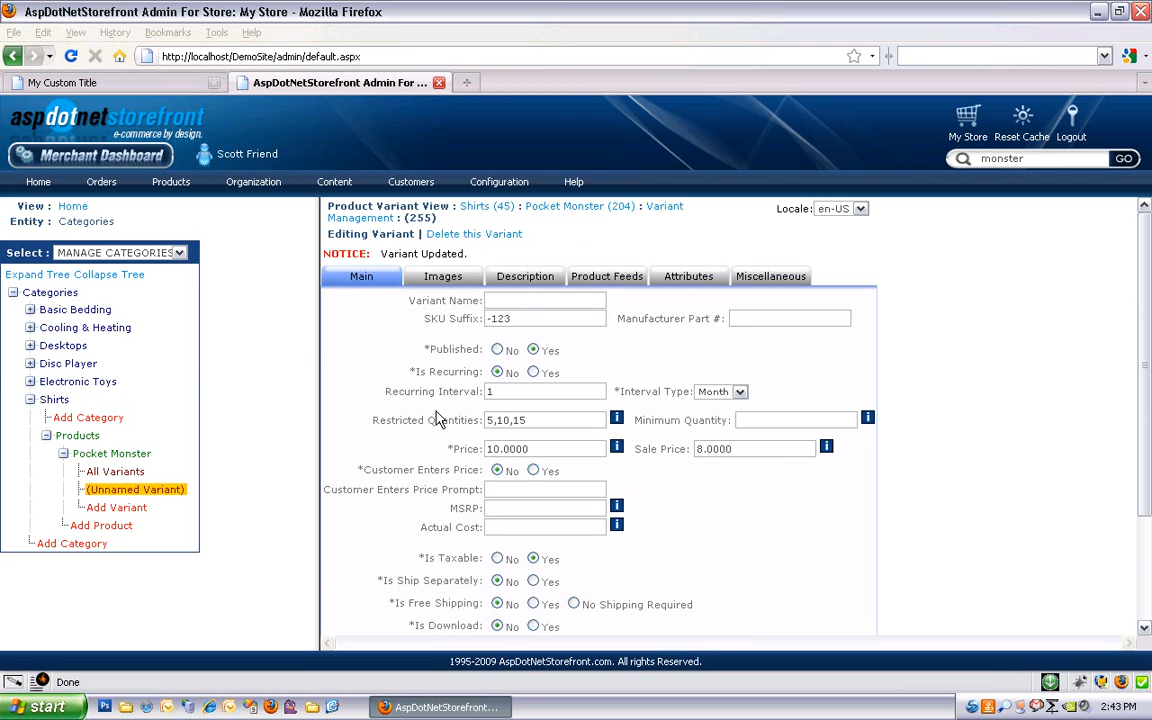 AspDotNetStorefront Admin For Store: My Store - Mozilla Firefox
File Edit View History Bookmarks Tools Help
http://localhost/DemoSite/admin/default.aspx
My Custom Title
AspDotNetStorefront Admin For ...
aspdotnetstorefront
e-commerce by design.
My Store Reset Cache Logout
Merchant Dashboard Scott Friend
monster GO
Home Orders Products Organization Content Customers Configuration Help
View : Home
Entity : Categories
Select : MANAGE CATEGORIES
Expand Tree Collapse Tree
Categories
Basic Bedding
Cooling & Heating
Desktops
Disc Player
Electronic Toys
Shirts
Add Category
Products
Pocket Monster
All Variants
(Unnamed Variant)
Add Variant
Add Product
Add Category
Product Variant View : Shirts (45) : Pocket Monster (204) : Variant
Management : (255)
Locale: en-US
Editing Variant | Delete this Variant
NOTICE: Variant Updated.
Main Images Description Product Feeds Attributes Miscellaneous
Variant Name:
SKU Suffix: -123 Manufacturer Part #:
*Published: No Yes
*Is Recurring: No Yes
Recurring Interval: 1 *Interval Type: Month
Restricted Quantities: 5,10,15 i Minimum Quantity: i
*Price: 10.0000 i Sale Price: 8.0000 i
*Customer Enters Price: No Yes
Customer Enters Price Prompt:
MSRP: i
Actual Cost: i
*Is Taxable: No Yes
*Is Ship Separately: No Yes
*Is Free Shipping: No Yes No Shipping Required
*Is Download: No Yes
1995-2009 AspDotNetStorefront.com. All rights reserved.
Done
start
AspDotNetStorefront...
2:43 PM